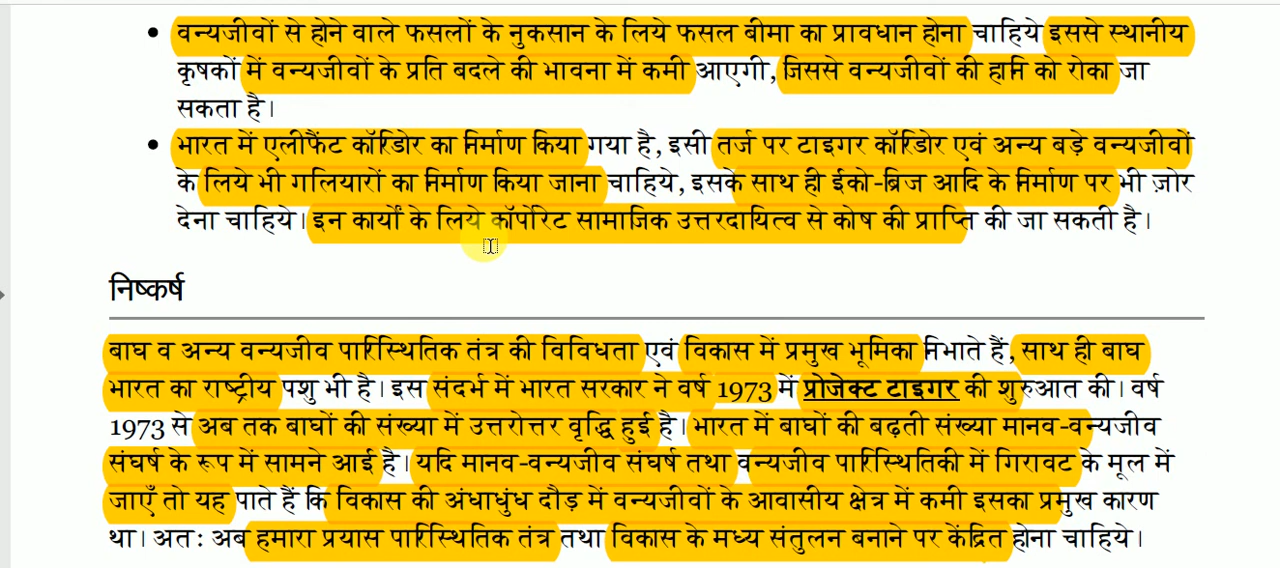 • वन्यजीवों से होने वाले फसलों के नुकसान के लिये फसल बीमा का प्रावधान होना चाहिये इससे स्थानीय
कृषकों में वन्यजीवों के प्रति बदले की भावना में कमी आएगी, जिससे वन्यजीवों की हानि को रोका जा
सकता है।
• भारत में एलीफैंट कॉरिडोर का निर्माण किया गया है, इसी तर्ज पर टाइगर कॉरिडोर एवं अन्य बड़े वन्यजीवों
के लिये भी गलियारों का निर्माण किया जाना चाहिये, इसके साथ ही ईको-ब्रिज आदि के निर्माण पर भी ज़ोर
देना चाहिये। इन कार्यों के लिये कॉर्पोरेट सामाजिक उत्तरदायित्व से कोष की प्राप्ति की जा सकती है।
निष्कर्ष
बाघ व अन्य वन्यजीव पारिस्थितिक तंत्र की विविधता एवं विकास में प्रमुख भूमिका निभाते हैं, साथ ही बाघ
भारत का राष्ट्रीय पशु भी है। इस संदर्भ में भारत सरकार ने वर्ष 1973 में प्रोजेक्ट टाइगर की शुरुआत की। वर्ष
1973 से अब तक बाघों की संख्या में उत्तरोत्तर वृद्धि हुई है। भारत में बाघों की बढ़ती संख्या मानव-वन्यजीव
संघर्ष के रूप में सामने आई है। यदि मानव-वन्यजीव संघर्ष तथा वन्यजीव पारिस्थितिकी में गिरावट के मूल में
जाएँ तो यह पाते हैं कि विकास की अंधाधुंध दौड़ में वन्यजीवों के आवासीय क्षेत्र में कमी इसका प्रमुख कारण
था। अतः अब हमारा प्रयास पारिस्थितिक तंत्र तथा विकास के मध्य संतुलन बनाने पर केंद्रित होना चाहिये।